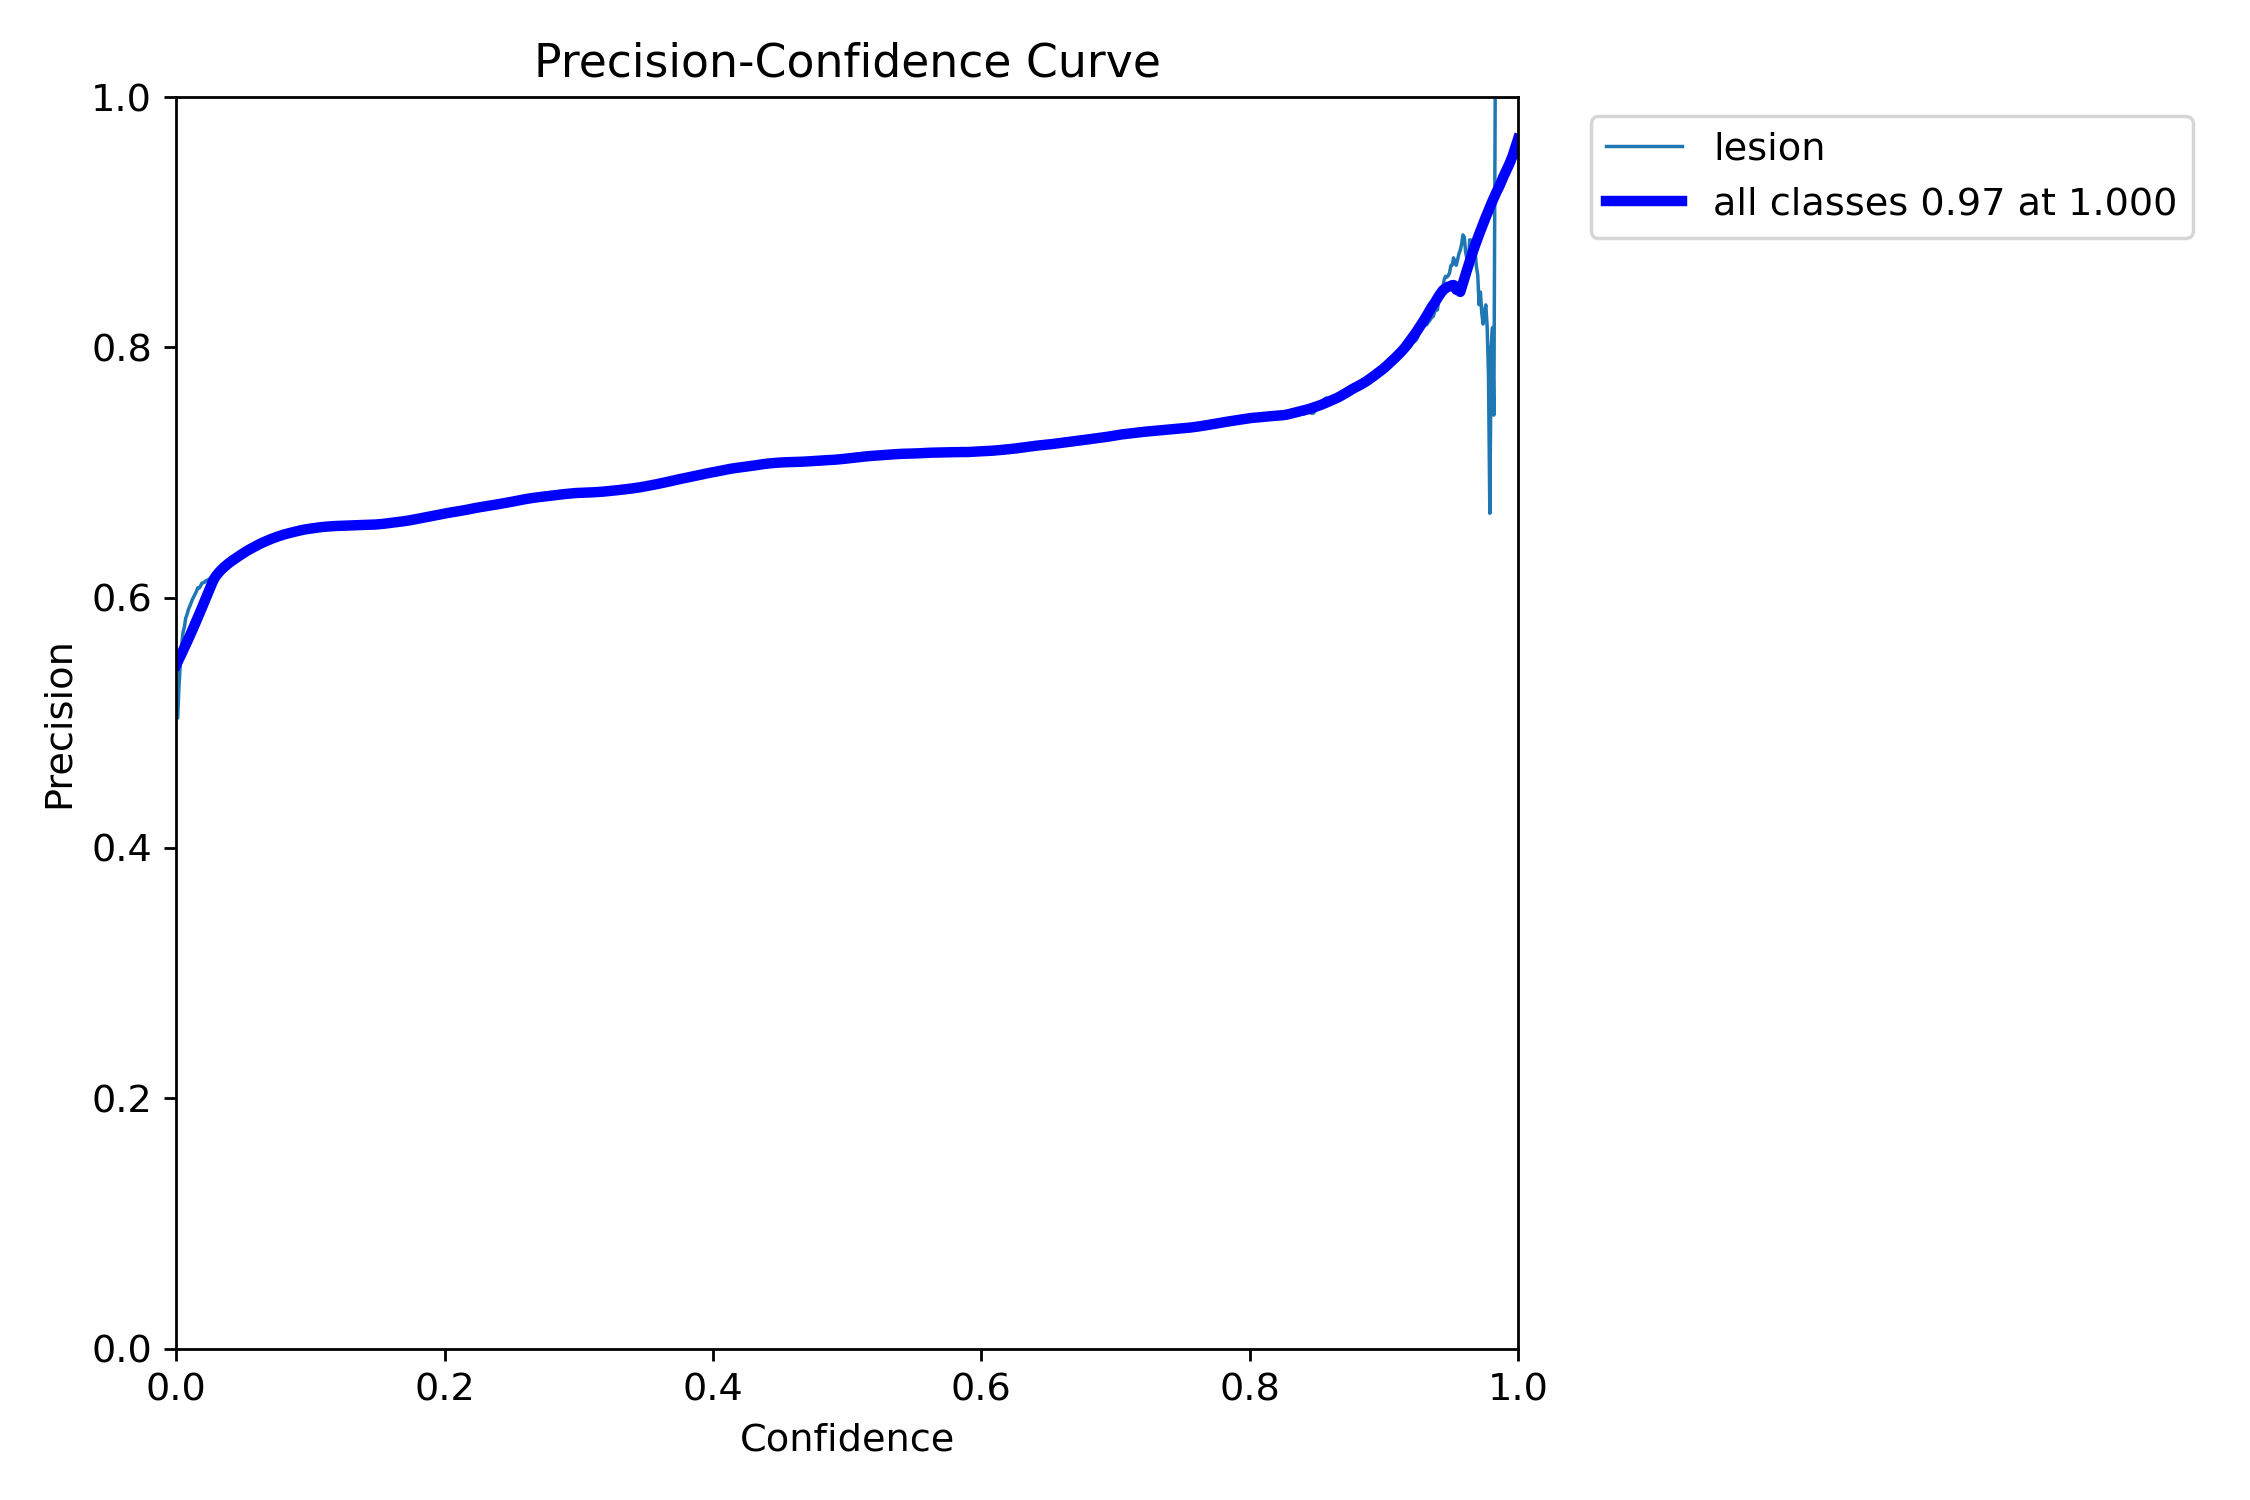 Precision-Confidence Curve
lesion
all classes 0.97 at 1.000
1.0
0.8
0.6
0.4
0.2
0.0
Precision
0.0 0.2 0.4 0.6 0.8 1.0
Confidence